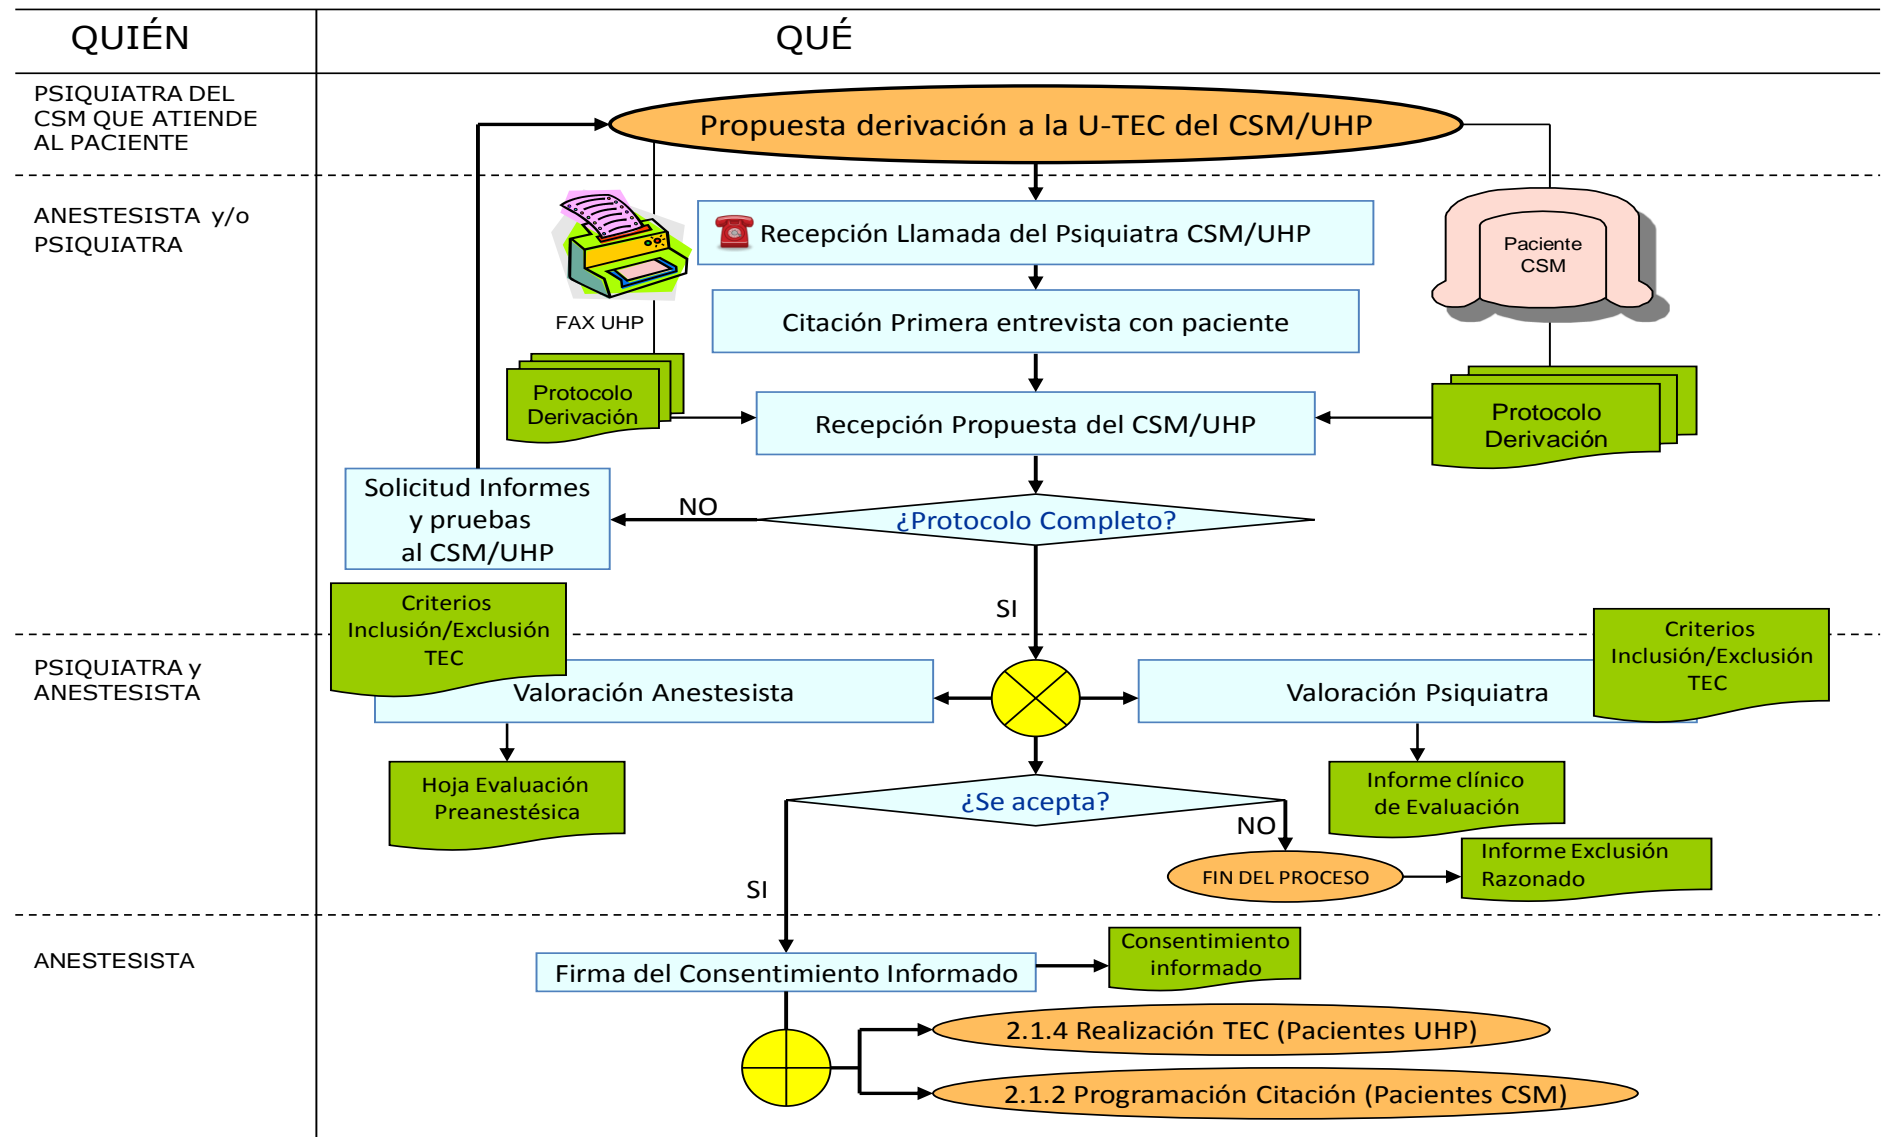 QUIÉN
QUÉ
PSIQUIATRA DEL
CSM QUE ATIENDE
AL PACIENTE
Propuesta derivación a la U-TEC del CSM/UHP
ANESTESISTA y/o
PSIQUIATRA
Recepción Llamada del Psiquiatra CSM/UHP
Paciente
CSM
FAX UHP
Citación Primera entrevista con paciente
Protocolo
Derivación
Recepción Propuesta del CSM/UHP
Protocolo
Derivación
Solicitud Informes
y pruebas
al CSM/UHP
NO
¿Protocolo Completo?
SI
Criterios
Inclusión/Exclusión
TEC
Criterios
Inclusión/Exclusión
TEC
PSIQUIATRA y
ANESTESISTA
Valoración Anestesista
Valoración Psiquiatra
Hoja Evaluación
Preanestésica
¿Se acepta?
Informe clínico
de Evaluación
NO
FIN DEL PROCESO
Informe Exclusión
Razonado
SI
ANESTESISTA
Firma del Consentimiento Informado
Consentimiento
informado
2.1.4 Realización TEC (Pacientes UHP)
2.1.2 Programación Citación (Pacientes CSM)